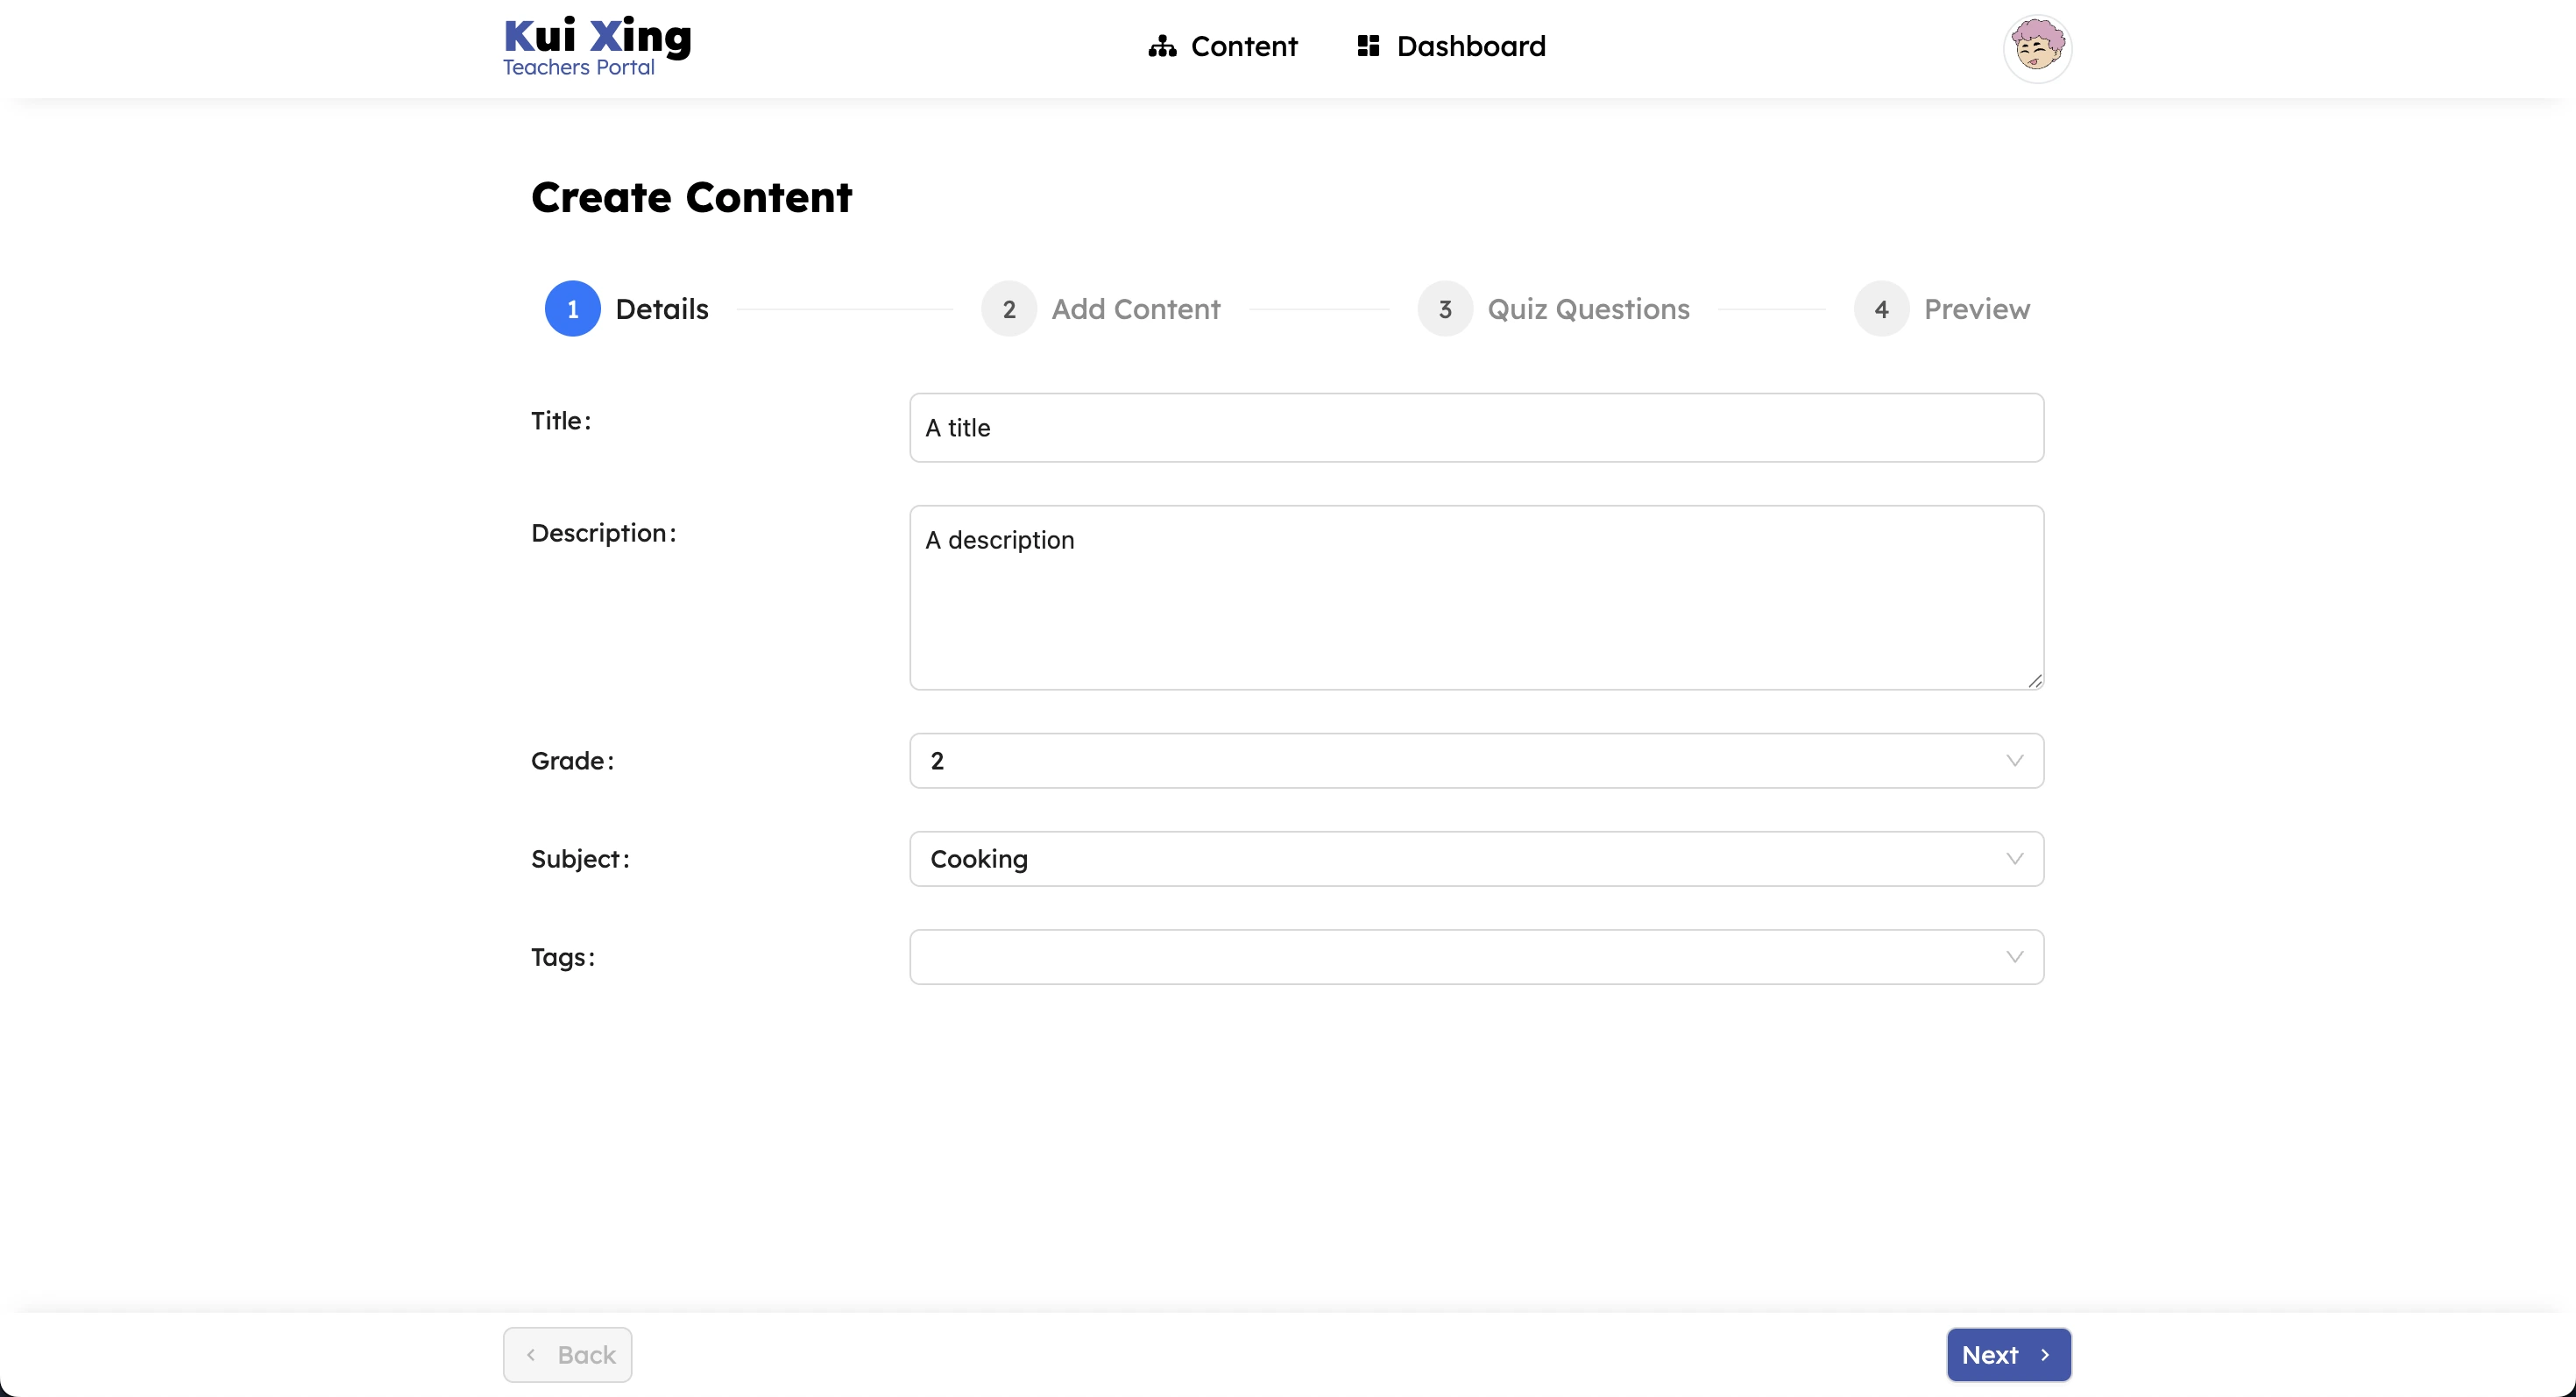 Kui Xing
Teachers Portal
Content
Dashboard
Create Content
1 Details
2 Add Content
3 Quiz Questions
4 Preview
Title:
A title
Description:
A description
Grade:
2
Subject:
Cooking
Tags:
Back
Next